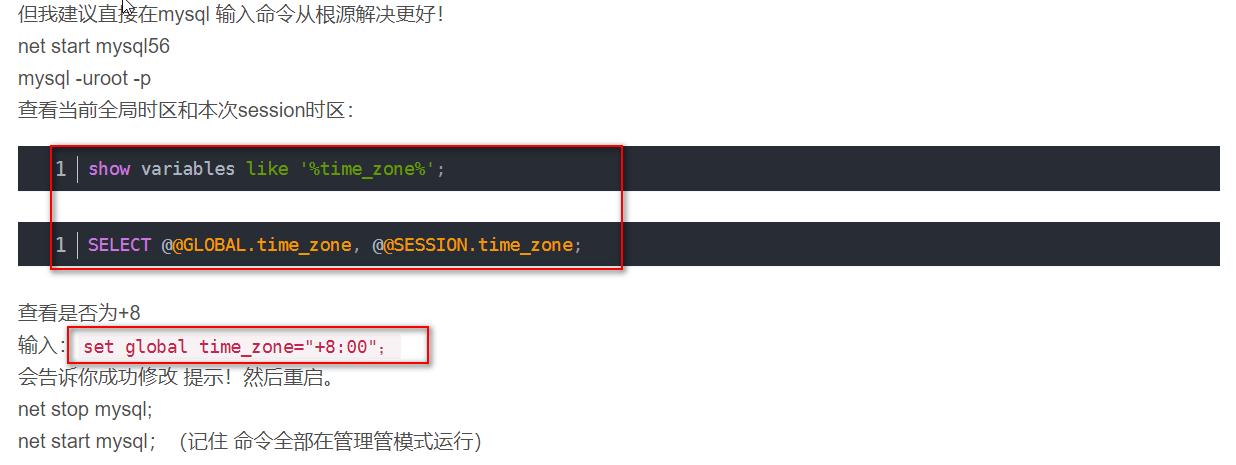 但我建议直接在mysql 输入命令从根源解决更好！
net start mysql56
mysql -uroot -p
查看当前全局时区和本次session时区：
1 show variables like '%time_zone%';
1 SELECT @@GLOBAL.time_zone, @@SESSION.time_zone;
查看是否为+8
输入：set global time_zone="+8:00"；
会告诉你成功修改 提示！然后重启。
net stop mysql;
net start mysql；（记住 命令全部在管理管模式运行）